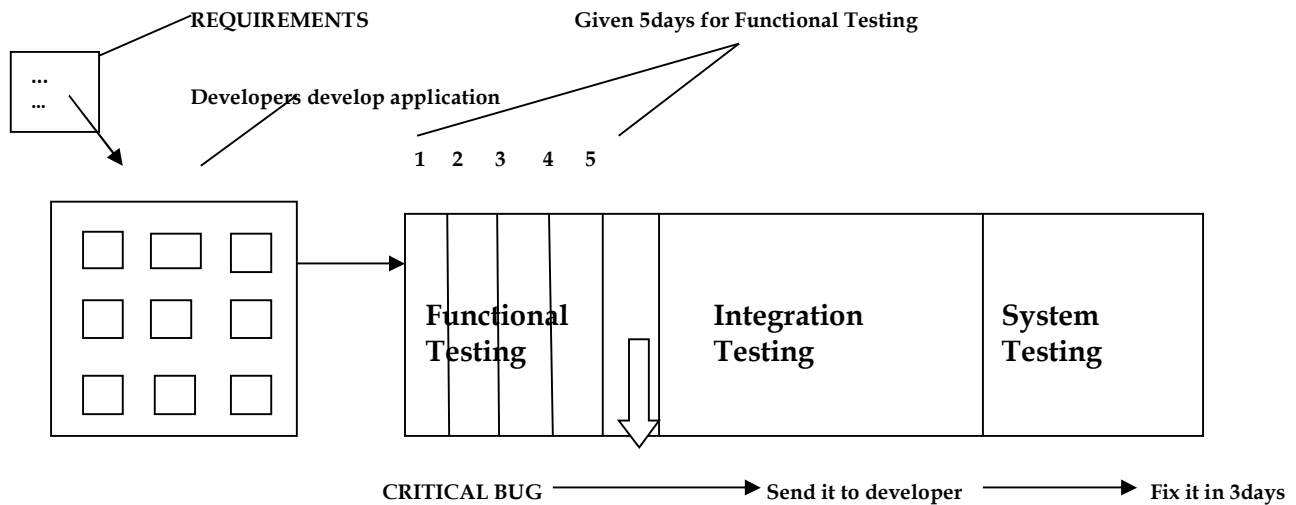 REQUIREMENTS
Given 5days for Functional Testing
...
...
Developers develop application
1 2 3 4 5
Functional
Testing
Integration
Testing
System
Testing
CRITICAL BUG
Send it to developer
Fix it in 3days